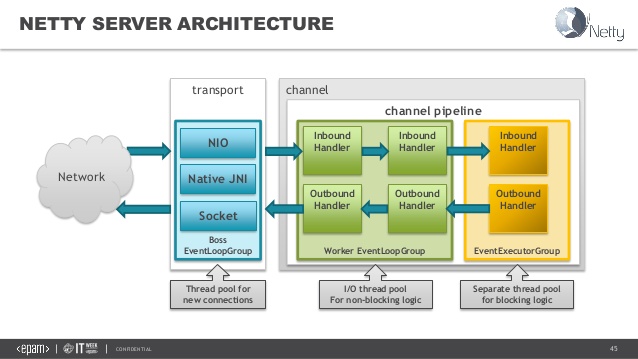 NETTY SERVER ARCHITECTURE
Netty
transport
channel
channel pipeline
Network
NIO
Native JNI
Socket
Boss
EventLoopGroup
Inbound
Handler
Inbound
Handler
Outbound
Handler
Outbound
Handler
Worker EventLoopGroup
Inbound
Handler
Outbound
Handler
EventExecutorGroup
Thread pool for
new connections
I/O thread pool
For non-blocking logic
Separate thread pool
for blocking logic
<epam>
IT WEEK
CONFIDENTIAL
45